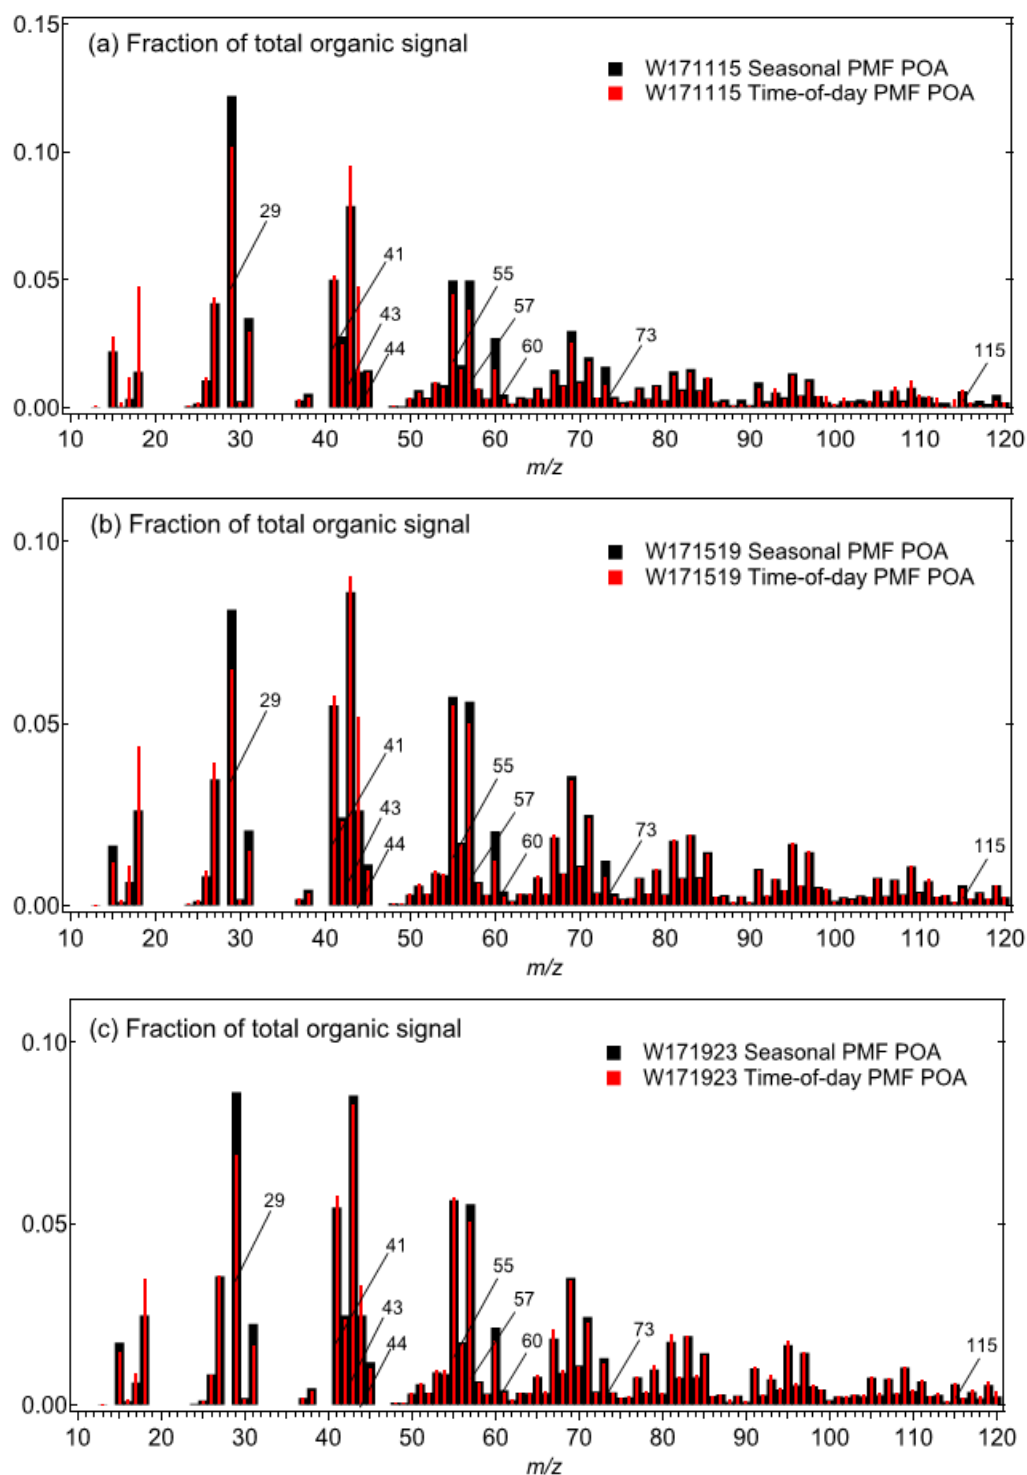 (a) Fraction of total organic signal
W171115 Seasonal PMF POA
W171115 Time-of-day PMF POA
0.15
0.10
0.05
0.00
29
41
43
44
55
57
60
73
115
10 20 30 40 50 60 70 80 90 100 110 120
m/z
(b) Fraction of total organic signal
W171519 Seasonal PMF POA
W171519 Time-of-day PMF POA
0.10
0.05
0.00
29
41
43
44
55
57
60
73
115
10 20 30 40 50 60 70 80 90 100 110 120
m/z
(c) Fraction of total organic signal
W171923 Seasonal PMF POA
W171923 Time-of-day PMF POA
0.10
0.05
0.00
29
41
43
44
55
57
60
73
115
10 20 30 40 50 60 70 80 90 100 110 120
m/z